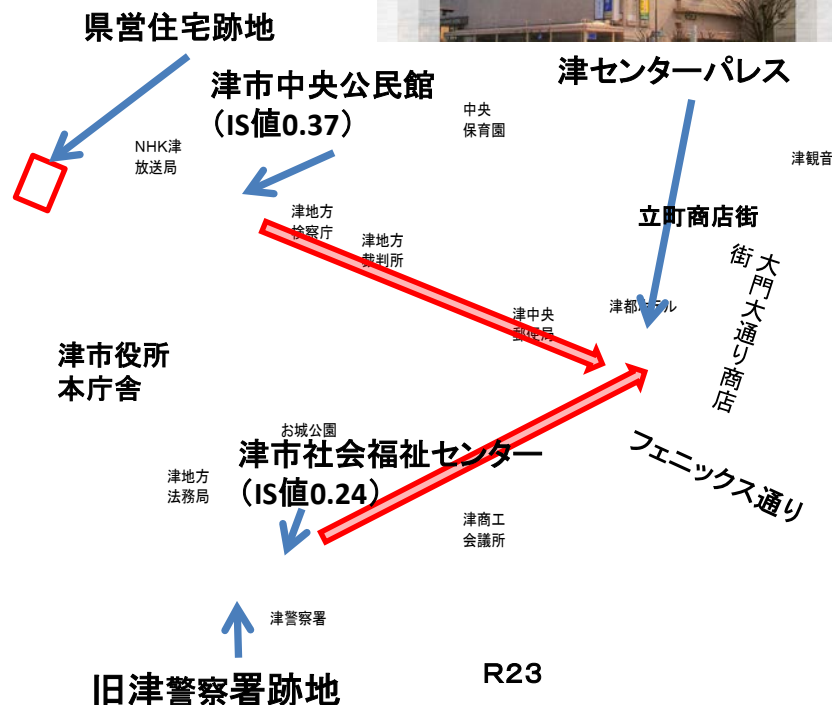 県営住宅跡地
津市中央公民館
（IS値0.37）
津センターパレス
中央
保育園
NHK津
放送局
津観音
津地方
検察庁
津地方
裁判所
立町商店街
大門大通り商店
街
津都ホテル
津中央
郵便局
津市役所
本庁舎
お城公園
津市社会福祉センター
（IS値0.24）
フェニックス通り
津地方
法務局
津商工
会議所
津警察署
旧津警察署跡地
R23